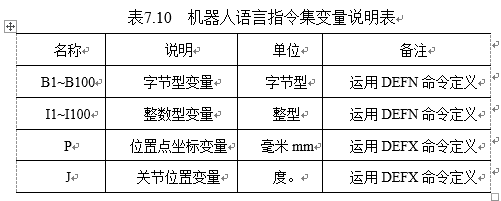 表7.10 机器人语言指令集变量说明表
名称 说明 单位 备注
B1~B100 字节型变量 字节型 运用 DEFN 命令定义
I1~I100 整数型变量 整型 运用 DEFN 命令定义
P 位置点坐标变量 毫米 mm 运用 DEFX 命令定义
J 关节位置变量 度。 运用 DEFX 命令定义